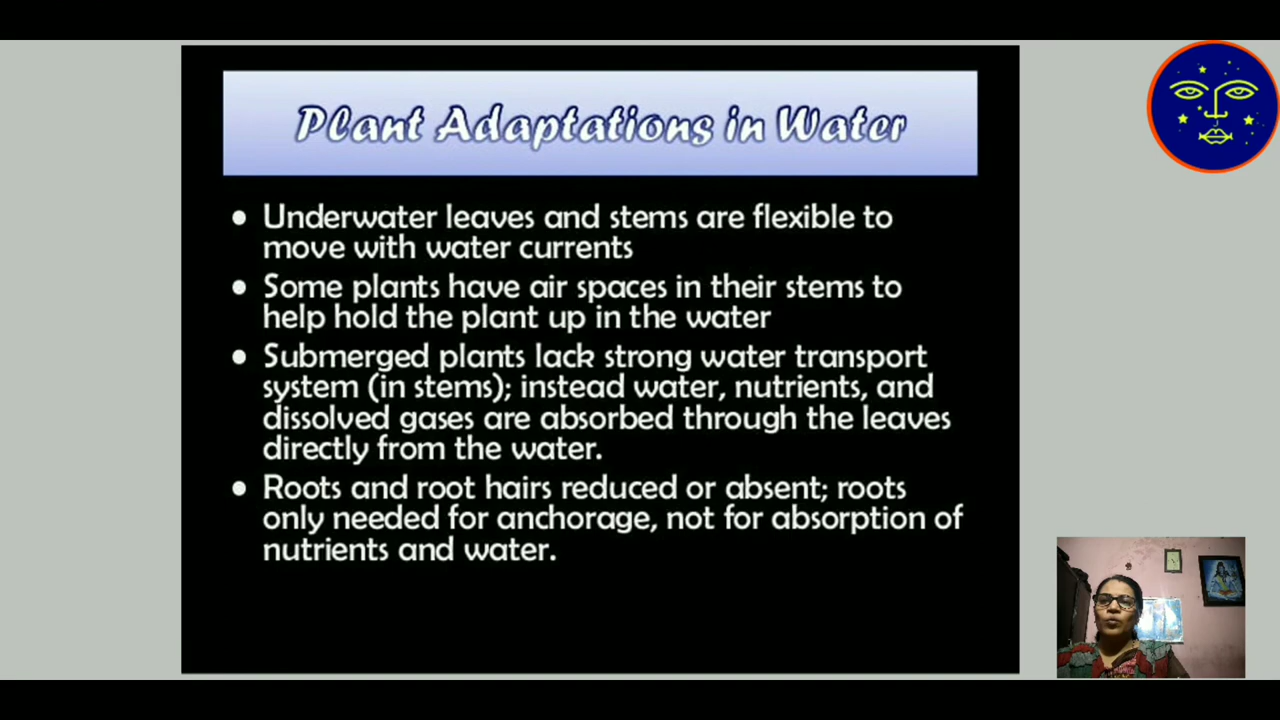 Plant Adaptations in Water
● Underwater leaves and stems are flexible to
move with water currents
● Some plants have air spaces in their stems to
help hold the plant up in the water
● Submerged plants lack strong water transport
system (in stems); instead water, nutrients, and
dissolved gases are absorbed through the leaves
directly from the water.
● Roots and root hairs reduced or absent; roots
only needed for anchorage, not for absorption of
nutrients and water.